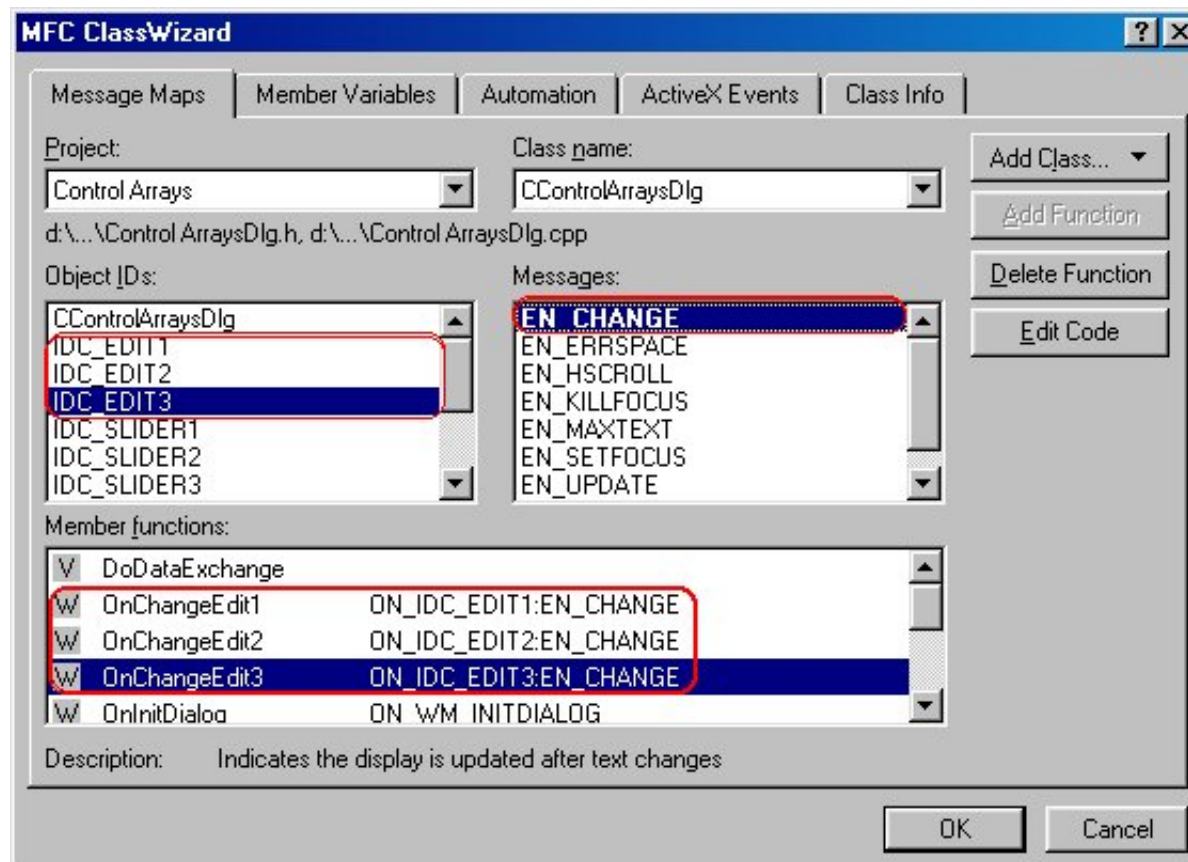 MFC ClassWizard
Message Maps Member Variables Automation ActiveX Events Class Info
Project: Class name:
Control Arrays CControlArraysDlg
Add Class...
Add Function
d:\...\Control ArraysDlg.h, d:\...\Control ArraysDlg.cpp
Object IDs: Messages:
Delete Function
CControlArraysDlg
IDC_EDIT1
IDC_EDIT2
IDC_EDIT3
IDC_SLIDER1
IDC_SLIDER2
IDC_SLIDER3
EN_CHANGE
EN_ERRSPACE
EN_HSCROLL
EN_KILLFOCUS
EN_MAXTEXT
EN_SETFOCUS
EN_UPDATE
Edit Code
Member functions:
V DoDataExchange
W OnChangeEdit1 ON_IDC_EDIT1:EN_CHANGE
W OnChangeEdit2 ON_IDC_EDIT2:EN_CHANGE
W OnChangeEdit3 ON_IDC_EDIT3:EN_CHANGE
W OnInitDialog ON_WM_INITDIALOG
Description: Indicates the display is updated after text changes
OK Cancel